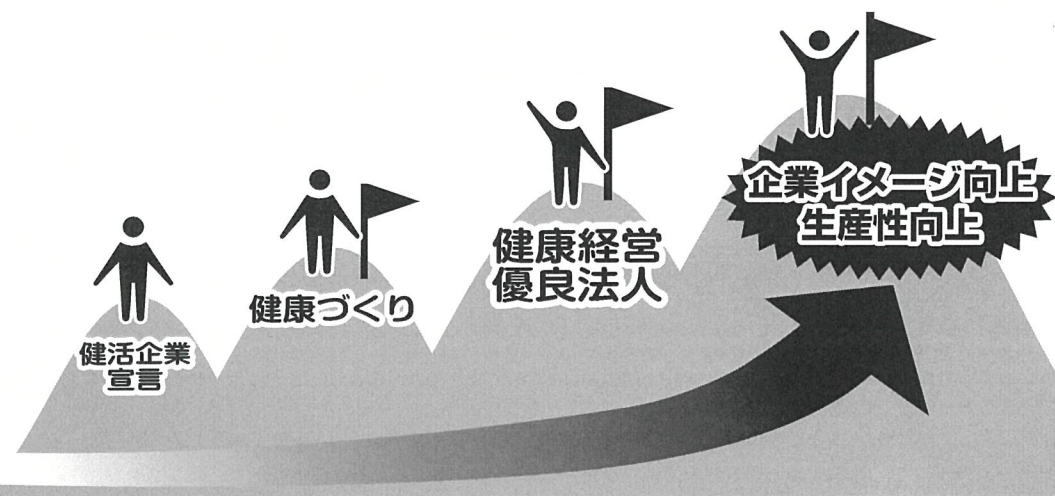 健活企業
宣言
健康づくり
健康経営
優良法人
企業イメージ向上
生産性向上